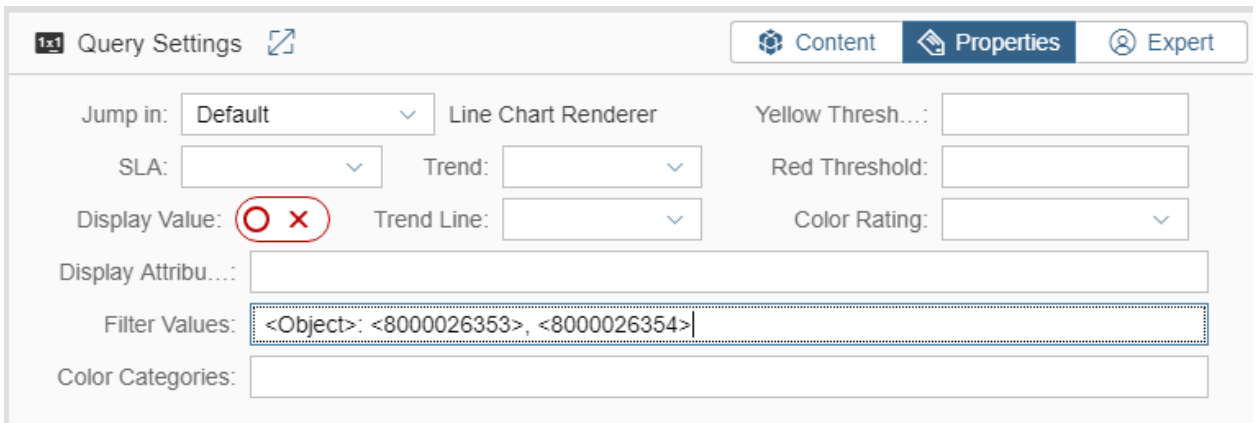 1x1 Query Settings Content Properties Expert
Jump in: Default Line Chart Renderer Yellow Thresh...:
SLA: Trend: Red Threshold:
Display Value: Trend Line: Color Rating:
Display Attribu...:
Filter Values: <Object>: <8000026353>, <8000026354>
Color Categories: